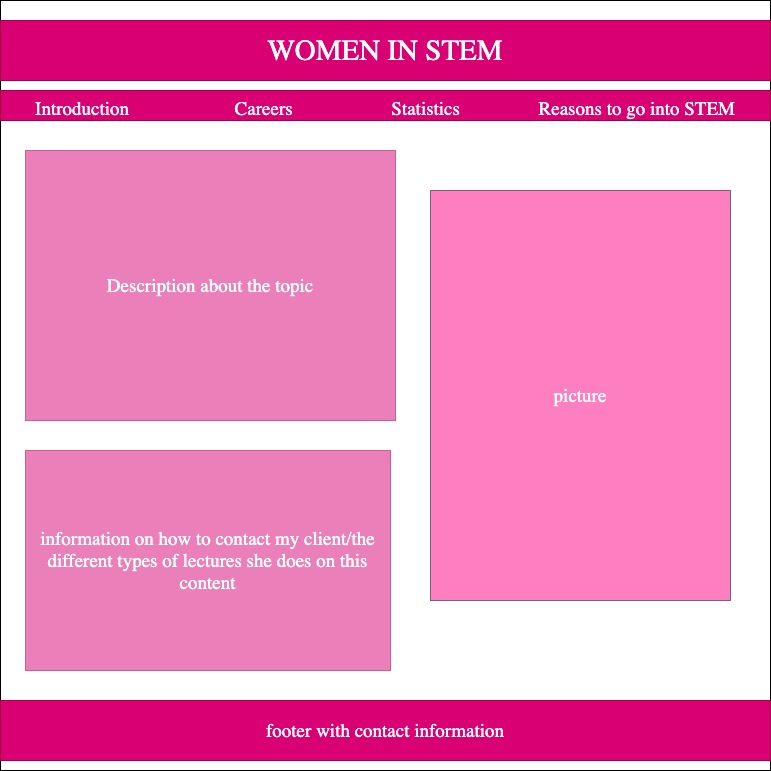 WOMEN IN STEM
Introduction Careers Statistics Reasons to go into STEM
Description about the topic
picture
information on how to contact my client/the
different types of lectures she does on this
content
footer with contact information